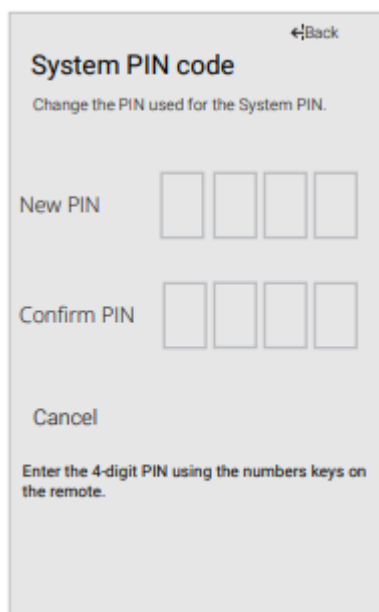 Back
System PIN code
Change the PIN used for the System PIN.
New PIN
Confirm PIN
Cancel
Enter the 4-digit PIN using the numbers keys on
the remote.